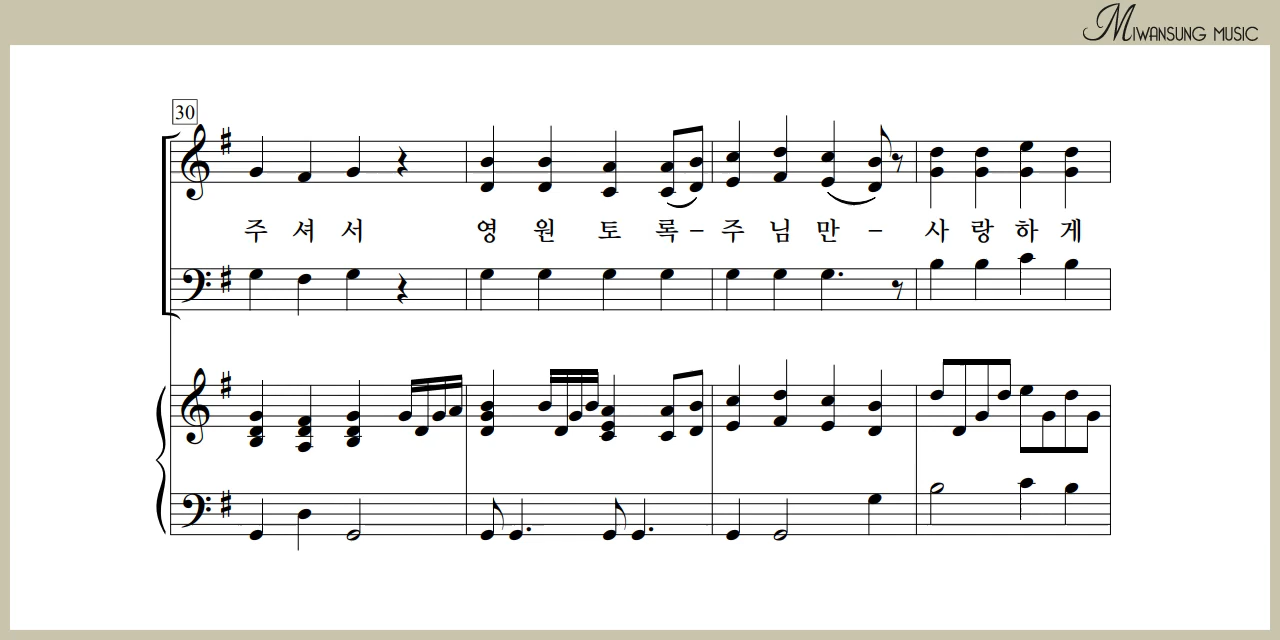 MIWANSUNG MUSIC
30
주 셔 서 영 원 토 록 – 주 님 만 – 사 랑 하 게